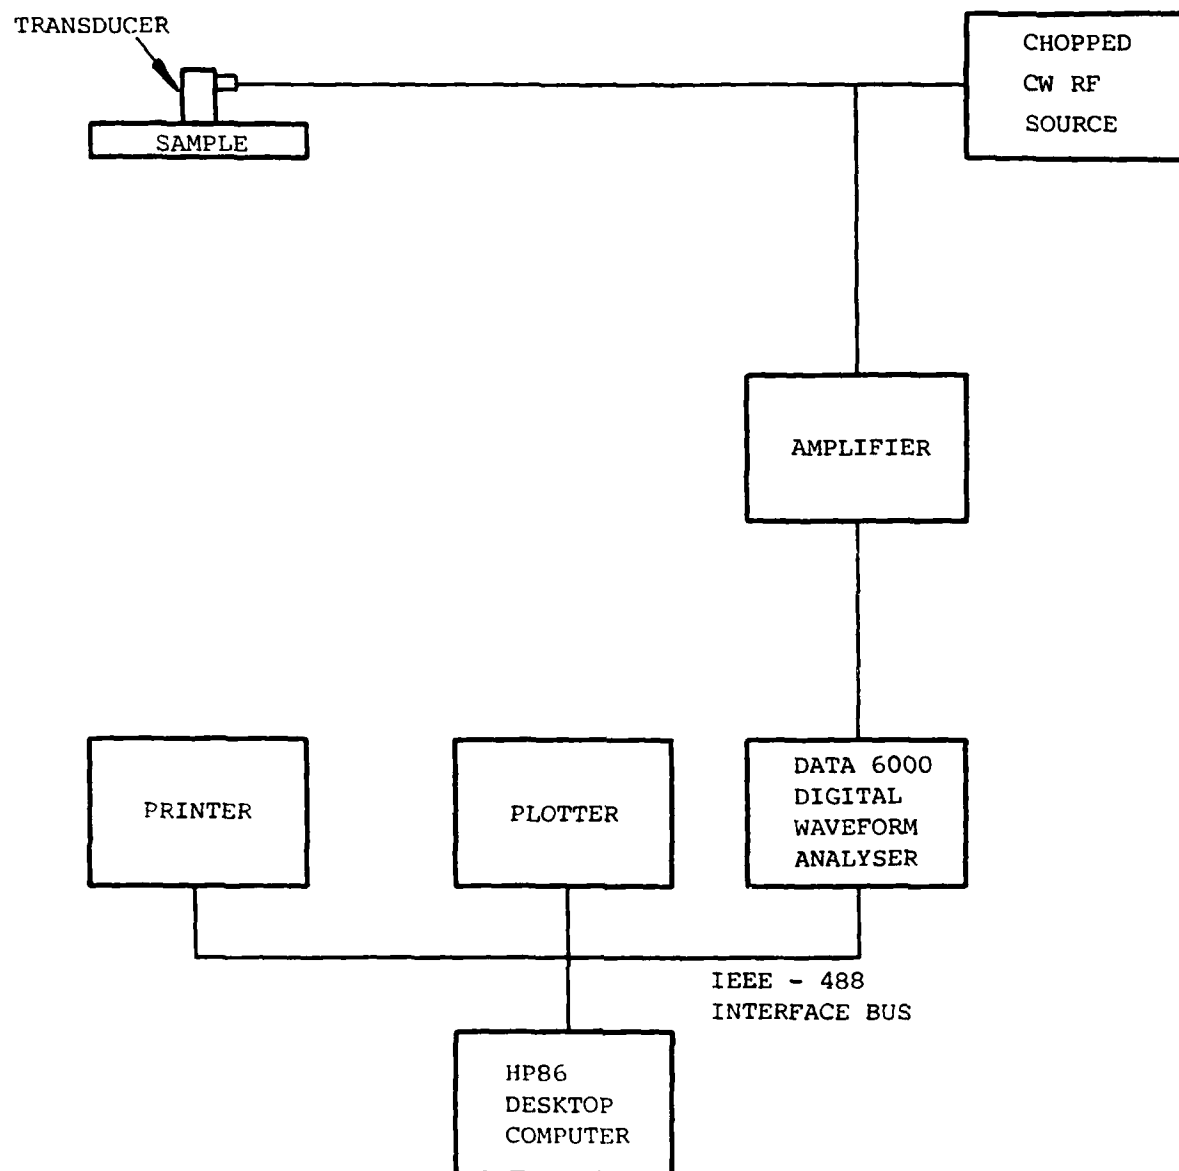 TRANSDUCER
CHOPPED
CW RF
SOURCE
SAMPLE
AMPLIFIER
PRINTER
PLOTTER
DATA 6000
DIGITAL
WAVEFORM
ANALYSER
IEEE - 488
INTERFACE BUS
HP86
DESKTOP
COMPUTER